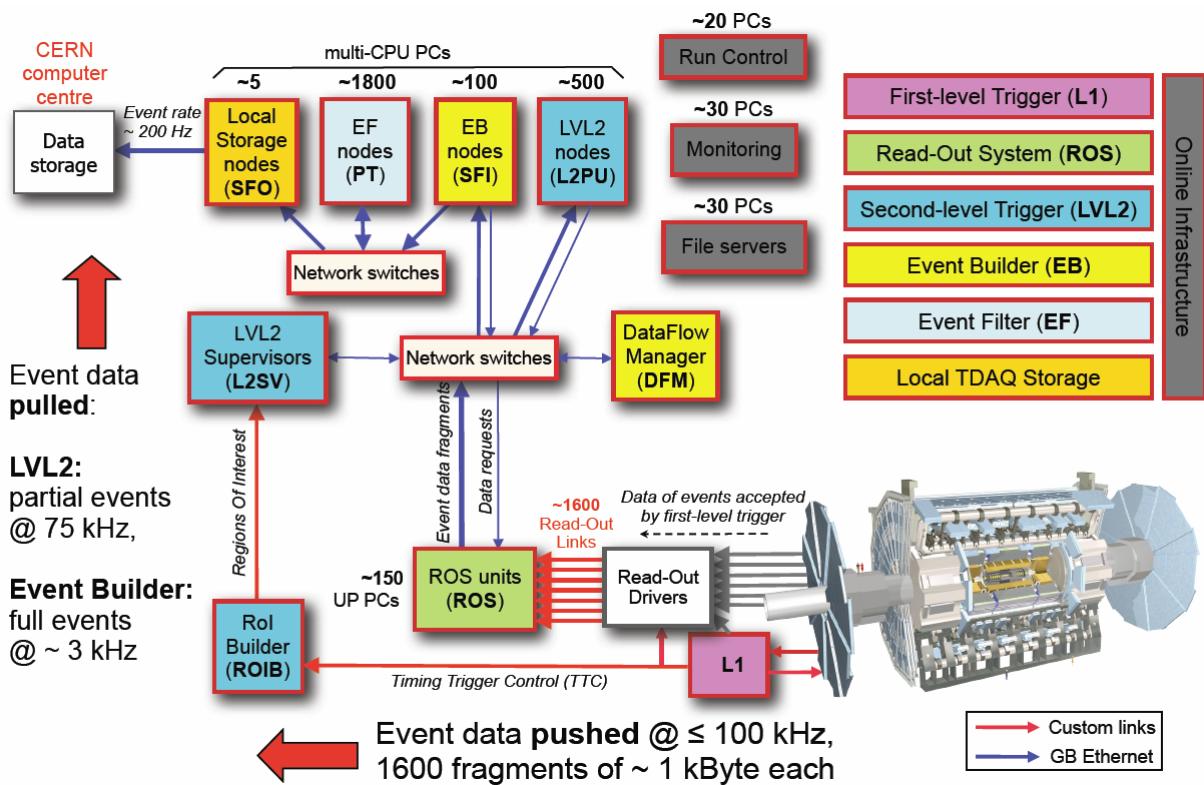 CERN
computer
centre
Data
storage
Event rate
~ 200 Hz
multi-CPU PCs
~5
~1800
~100
~500
Local
Storage
nodes
(SFO)
EF
nodes
(PT)
EB
nodes
(SFI)
LVL2
nodes
(L2PU)
Network switches
~20 PCs
Run Control
~30 PCs
Monitoring
~30 PCs
File servers
First-level Trigger (L1)
Read-Out System (ROS)
Second-level Trigger (LVL2)
Event Builder (EB)
Event Filter (EF)
Local TDAQ Storage
Online Infrastructure
LVL2
Supervisors
(L2SV)
Network switches
DataFlow
Manager
(DFM)
Event data
pulled:
LVL2:
partial events
@ 75 kHz,
Event Builder:
full events
@ ~ 3 kHz
Regions Of Interest
Event data fragments
Data requests
~1600
Read-Out
Links
Data of events accepted
by first-level trigger
~150
UP PCs
ROS units
(ROS)
Read-Out
Drivers
RoI
Builder
(ROIB)
L1
Timing Trigger Control (TTC)
Event data pushed @ ≤ 100 kHz,
1600 fragments of ~ 1 kByte each
Custom links
GB Ethernet